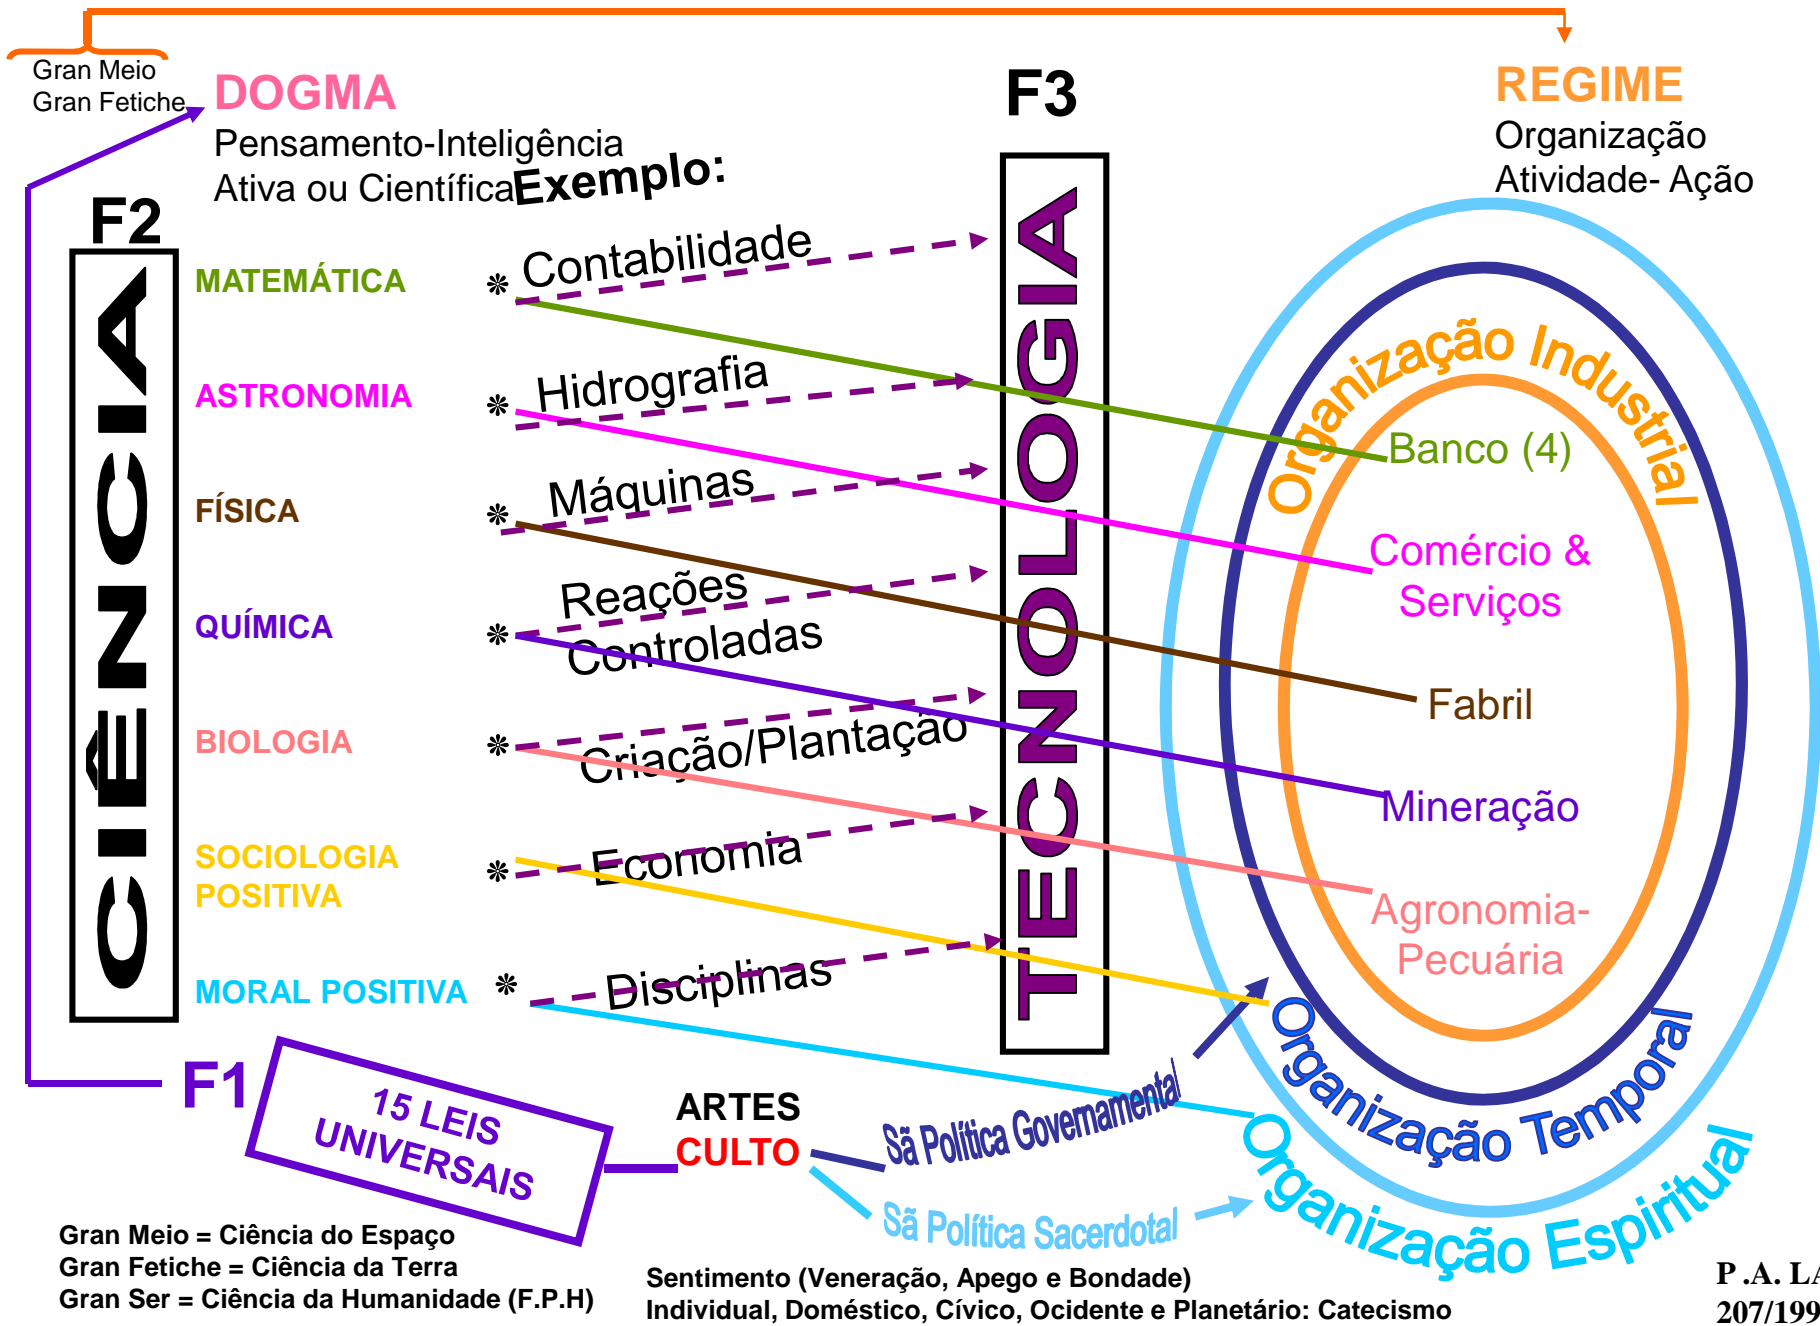 Gran Meio
Gran Fetiche
DOGMA
Pensamento-Inteligência
Ativa ou Científica
Exemplo:
F3
REGIME
Organização
Atividade- Ação
F2
CIÊNCIA
MATEMÁTICA
* Contabilidade
ASTRONOMIA
* Hidrografia
FÍSICA
* Máquinas
QUÍMICA
* Reações
Controladas
BIOLOGIA
* Criação/Plantação
SOCIOLOGIA
POSITIVA
* Economia
MORAL POSITIVA
* Disciplinas
TECNOLOGIA
Organização Industrial
Banco (4)
Comércio &
Serviços
Fabril
Mineração
Agronomia-
Pecuária
Organização Temporal
Organização Espiritual
F1
15 LEIS
UNIVERSAIS
ARTES
CULTO
Sã Política Governamental
Sã Política Sacerdotal
Gran Meio = Ciência do Espaço
Gran Fetiche = Ciência da Terra
Gran Ser = Ciência da Humanidade (F.P.H)
Sentimento (Veneração, Apego e Bondade)
Individual, Doméstico, Cívico, Ocidente e Planetário: Catecismo
P .A. LA
207/199